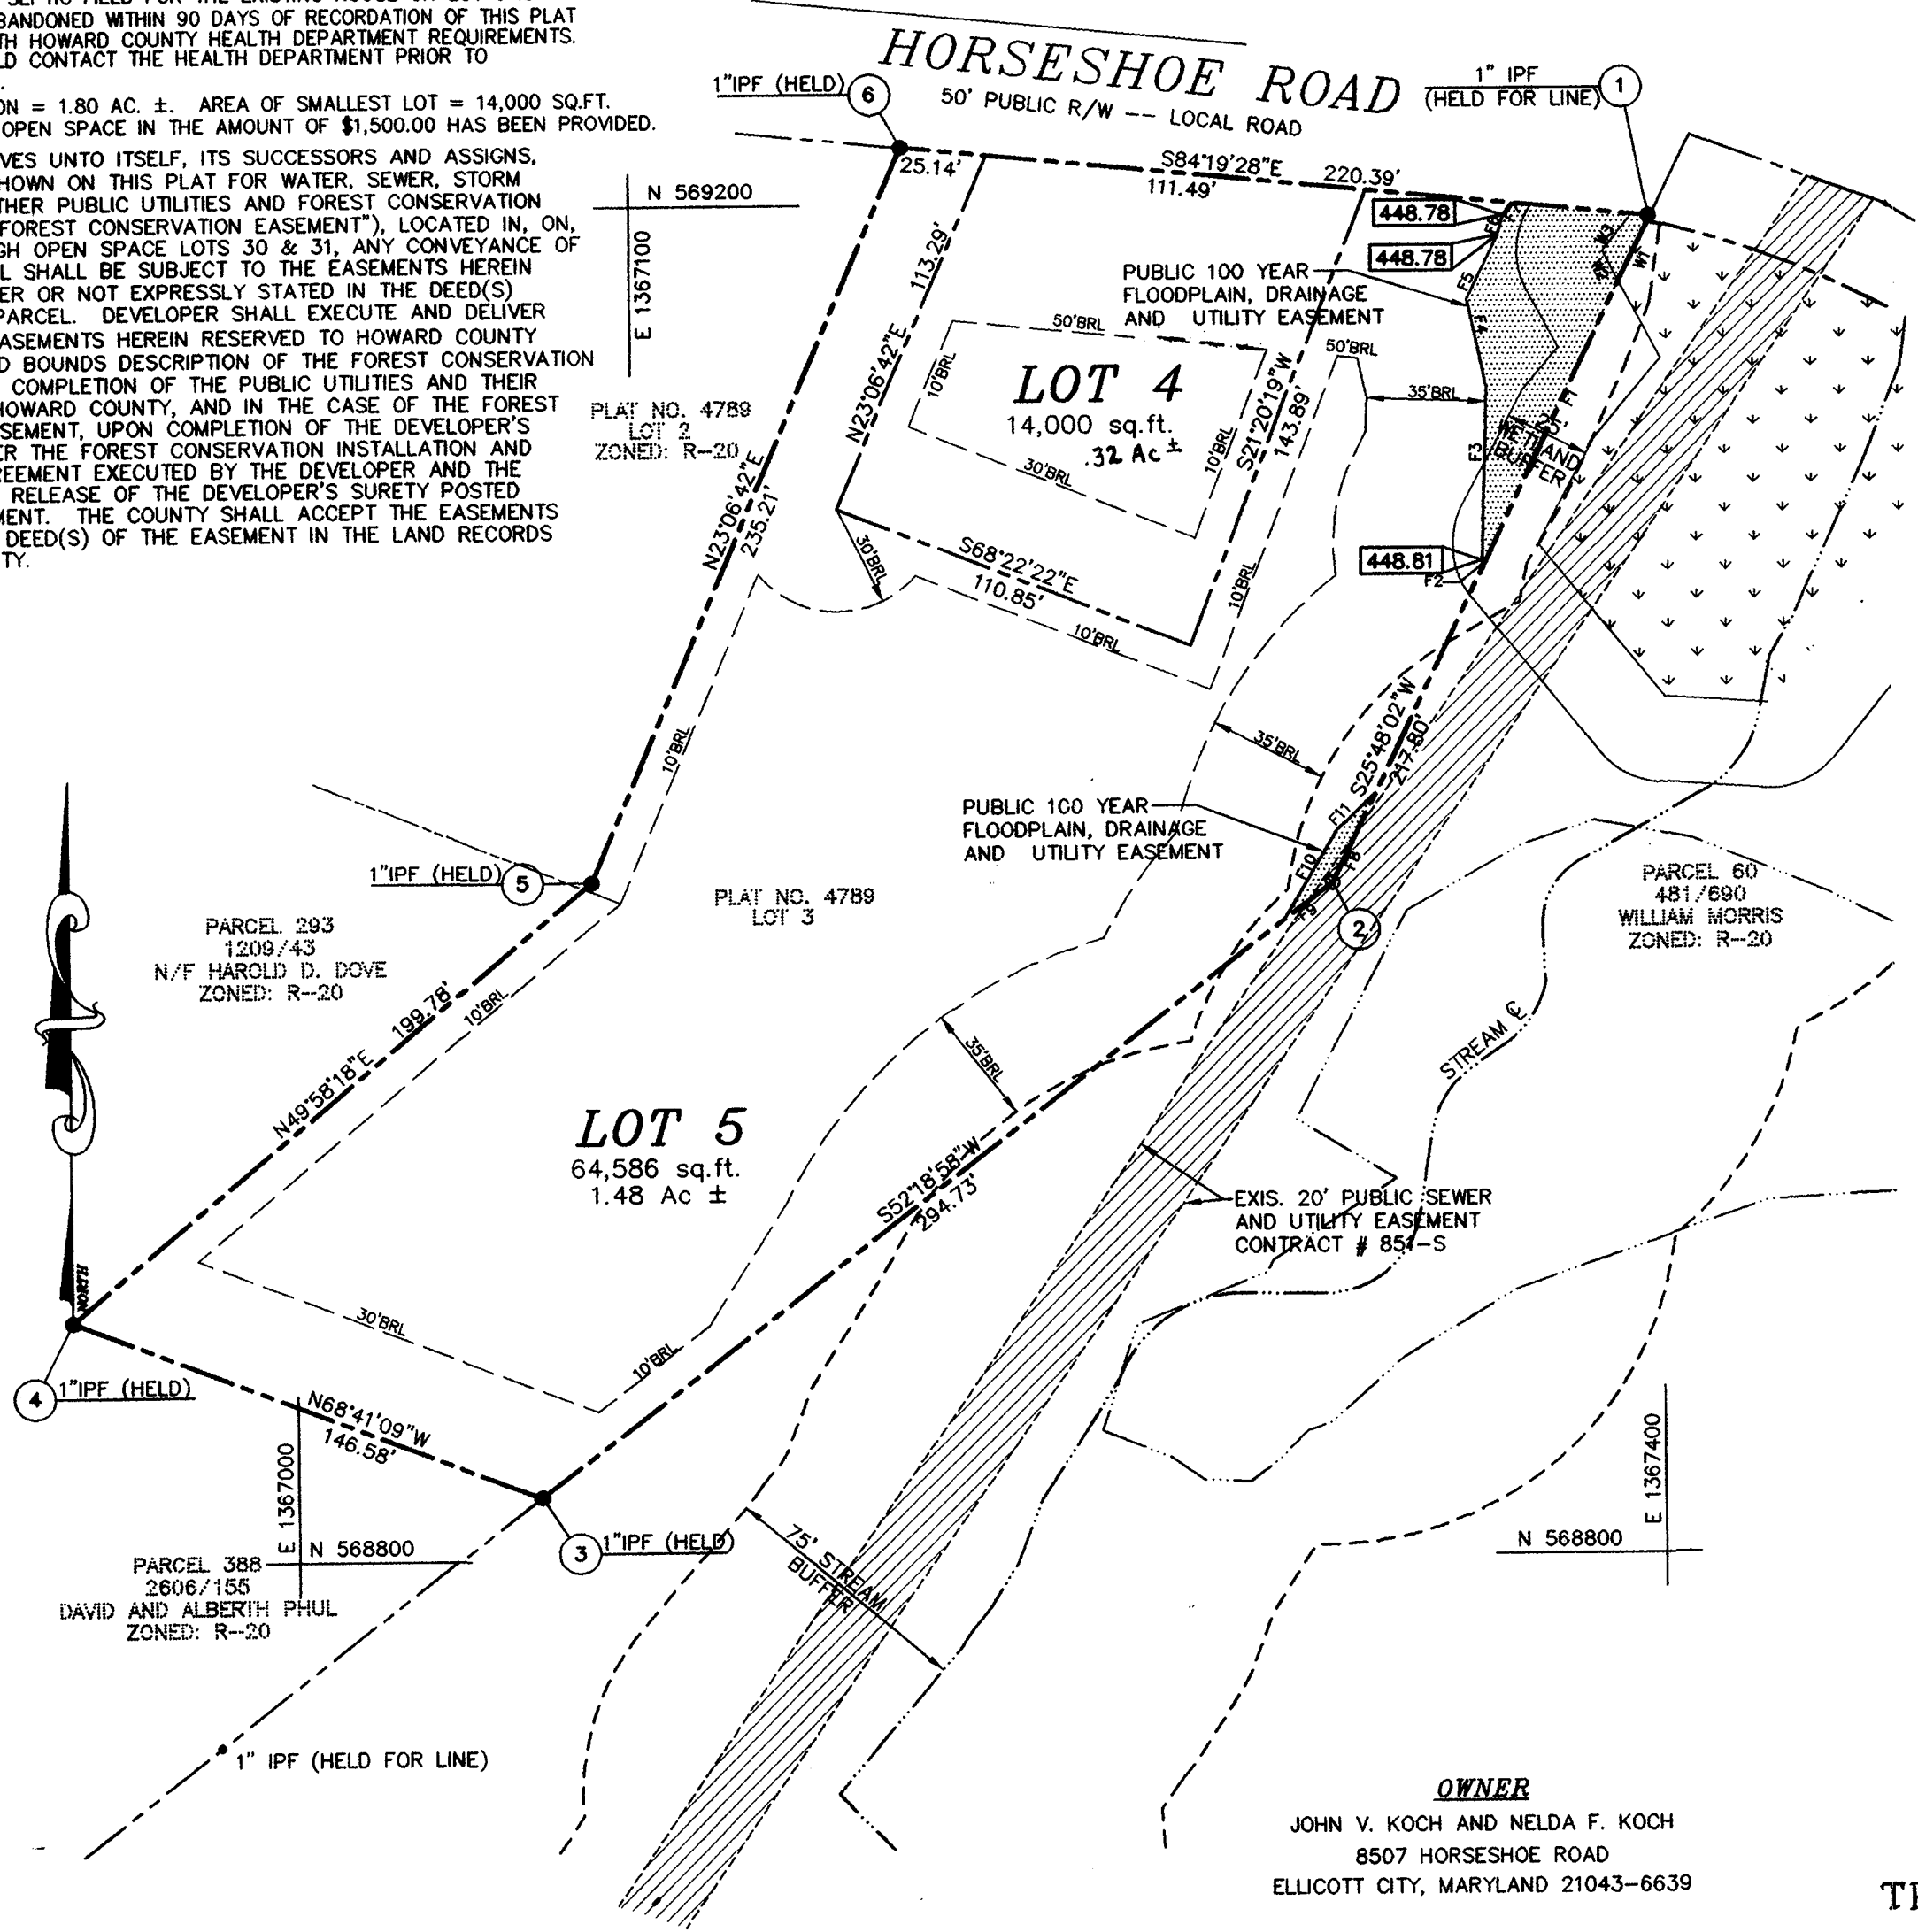 BANDONED WITHIN 90 DAYS OF RECORDATION OF THIS PLAT
TH HOWARD COUNTY HEALTH DEPARTMENT REQUIREMENTS.
LD CONTACT THE HEALTH DEPARTMENT PRIOR TO
.
ON = 1.80 AC. ±. AREA OF SMALLEST LOT = 14,000 SQ.FT.
OPEN SPACE IN THE AMOUNT OF $1,500.00 HAS BEEN PROVIDED.
VES UNTO ITSELF, ITS SUCCESSORS AND ASSIGNS,
HOWN ON THIS PLAT FOR WATER, SEWER, STORM
THER PUBLIC UTILITIES AND FOREST CONSERVATION
FOREST CONSERVATION EASEMENT"), LOCATED IN, ON,
GH OPEN SPACE LOTS 30 & 31, ANY CONVEYANCE OF
L SHALL BE SUBJECT TO THE EASEMENTS HEREIN
ER OR NOT EXPRESSLY STATED IN THE DEED(S)
PARCEL. DEVELOPER SHALL EXECUTE AND DELIVER
ASEMENTS HEREIN RESERVED TO HOWARD COUNTY
D BOUNDS DESCRIPTION OF THE FOREST CONSERVATION
COMPLETION OF THE PUBLIC UTILITIES AND THEIR
HOWARD COUNTY, AND IN THE CASE OF THE FOREST
SEMENT, UPON COMPLETION OF THE DEVELOPER'S
ER THE FOREST CONSERVATION INSTALLATION AND
REEMENT EXECUTED BY THE DEVELOPER AND THE
RELEASE OF THE DEVELOPER'S SURETY POSTED
MENT. THE COUNTY SHALL ACCEPT THE EASEMENTS
DEED(S) OF THE EASEMENT IN THE LAND RECORDS
TY.
HORSESHOE ROAD
50' PUBLIC R/W -- LOCAL ROAD
1"IPF (HELD)
6
1" IPF
(HELD FOR LINE)
1
25.14'
S84°19'28"E
111.49'
220.39'
N 569200
E 1367100
448.78
448.78
F6
F5
F4
F3
W3
W1
F1
PUBLIC 100 YEAR
FLOODPLAIN, DRAINAGE
AND UTILITY EASEMENT
113.29'
N23°06'42"E
50'BRL
10'BRL
LOT 4
14,000 sq.ft.
.32 Ac ±
30'BRL
10'BRL
S21°20'19"W
143.89'
50'BRL
35'BRL
25'
WETLAND
BUFFER
448.81
F2
PLAT NO. 4789
LOT 2
ZONED: R-20
N23°06'42"E
235.21'
30'BRL
S68°22'22"E
110.85'
10'BRL
10'BRL
10'BRL
35'BRL
S25°48'02"W
217.80'
PUBLIC 100 YEAR
FLOODPLAIN, DRAINAGE
AND UTILITY EASEMENT
F11
F10
F8
F9
2
1"IPF (HELD)
5
PLAT NO. 4789
LOT 3
PARCEL 60
481/690
WILLIAM MORRIS
ZONED: R-20
PARCEL 293
1209/43
N/F HAROLD D. DOVE
ZONED: R-20
N49°58'18"E 199.78'
10'BRL
35'BRL
STREAM ℄
LOT 5
64,586 sq.ft.
1.48 Ac ±
S52°18'58"W
294.73'
EXIS. 20' PUBLIC SEWER
AND UTILITY EASEMENT
CONTRACT # 851-S
NORTH
30'BRL
10'BRL
4
1"IPF (HELD)
N68°41'09"W
146.58'
E 1367000
N 568800
3
1"IPF (HELD)
E 1367400
N 568800
PARCEL 388
2606/155
DAVID AND ALBERTH PHUL
ZONED: R-20
75' STREAM
BUFFER
1" IPF (HELD FOR LINE)
OWNER
JOHN V. KOCH AND NELDA F. KOCH
8507 HORSESHOE ROAD
ELLICOTT CITY, MARYLAND 21043-6639